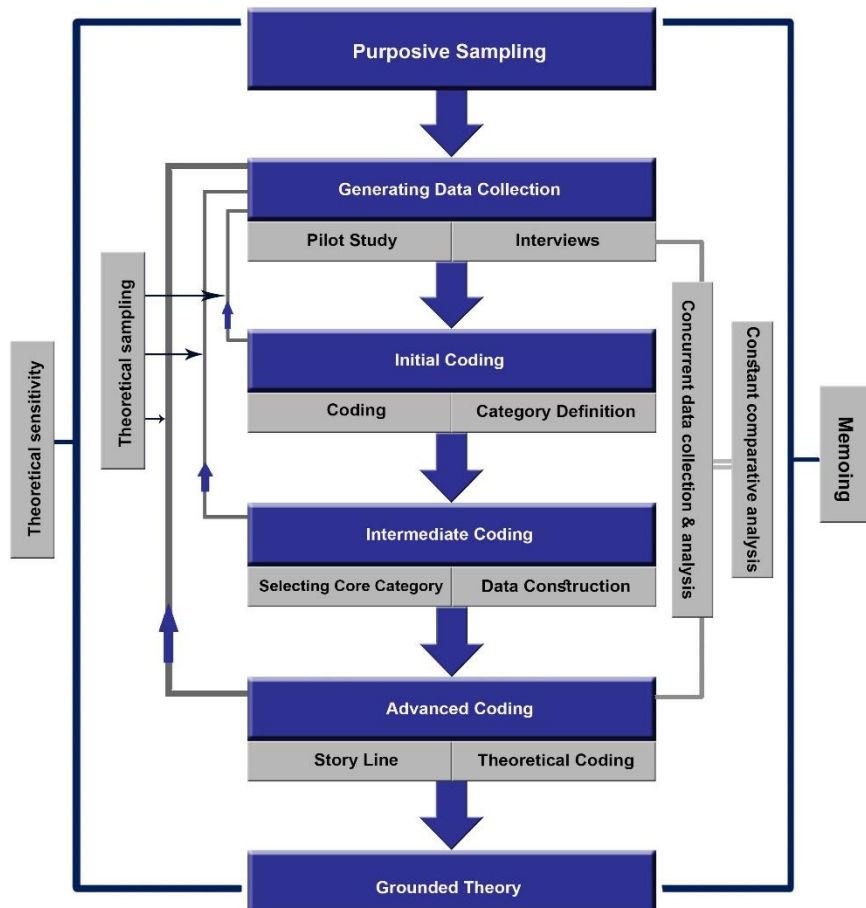 Purposive Sampling
Generating Data Collection
Pilot Study
Interviews
Initial Coding
Coding
Category Definition
Intermediate Coding
Selecting Core Category
Data Construction
Advanced Coding
Story Line
Theoretical Coding
Grounded Theory
Theoretical sensitivity
Theoretical sampling
Concurrent data collection & analysis
Constant comparative analysis
Memoing